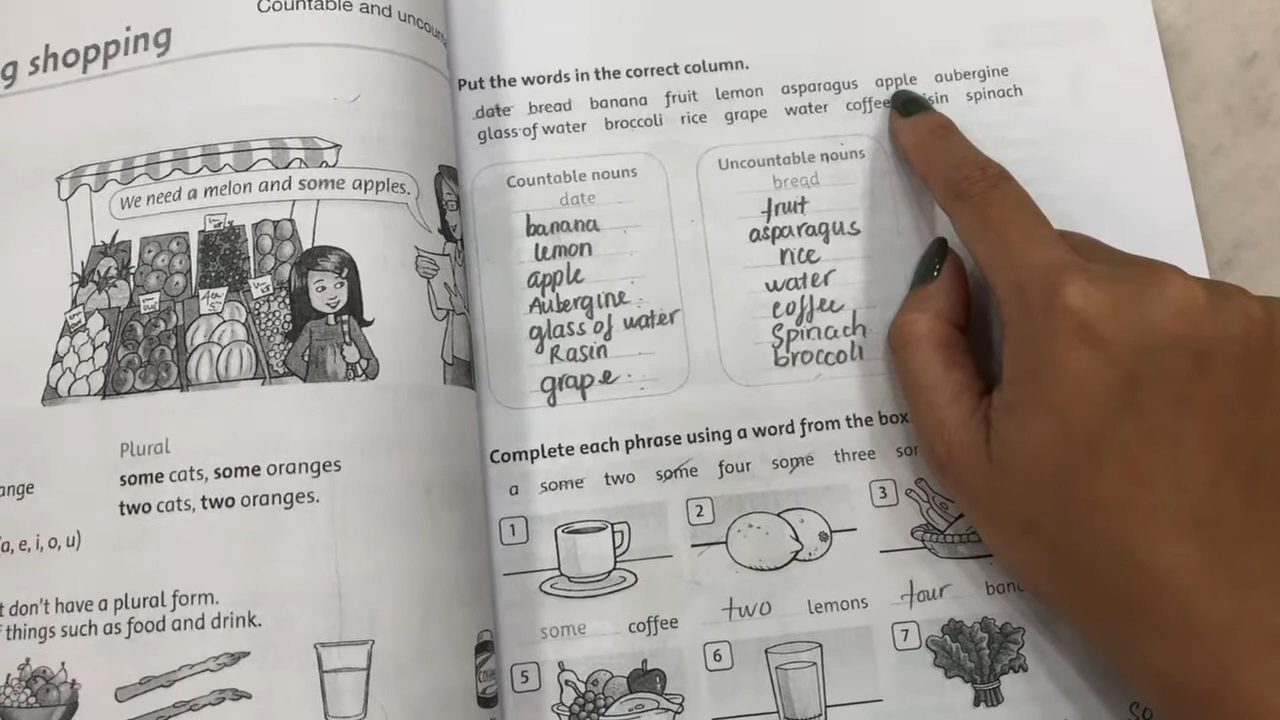 Countable and uncoun
g shopping
We need a melon and some apples.
Plural
some cats, some oranges
ange
two cats, two oranges.
a, e, i, o, u)
t don't have a plural form.
things such as food and drink.
Put the words in the correct column.
date bread banana fruit lemon asparagus apple aubergine
glass of water broccoli rice grape water coffee isin spinach
Countable nouns
date
banana
lemon
apple
Aubergine
glass of water
Rasin
grape
Uncountable nouns
bread
fruit
asparagus
rice
water
coffee
Spinach
broccoli
Complete each phrase using a word from the box
a some two some four some three sor
1
2
3
some coffee
two lemons
four bana
5
6
7
so